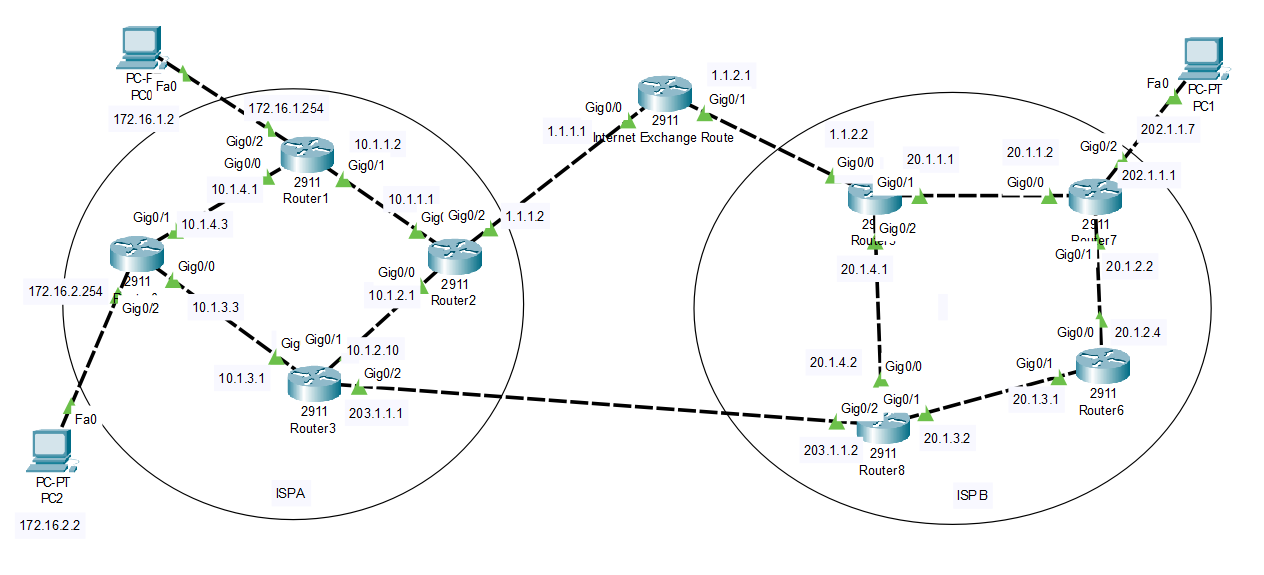 PC-F
PC0
Fa0
172.16.1.2
172.16.1.254
Gig0/2
Gig0/0
10.1.1.2
Gig0/1
2911
Router1
10.1.4.1
Gig0/1
10.1.4.3
10.1.1.1
Gig0/2
1.1.1.2
Gig0/0
2911
Router2
10.1.2.1
2911
Gig0/0
172.16.2.254
Gig0/2
10.1.3.3
Gig
Gig0/1
10.1.2.10
10.1.3.1
Gig0/2
2911
Router3
203.1.1.1
Fa0
PC-PT
PC2
172.16.2.2
ISPA
1.1.2.1
Gig0/0
Gig0/1
1.1.1.1
2911
Internet Exchange Route
1.1.2.2
Gig0/0
20.1.1.1
Gig0/1
Gig0/2
20.1.4.1
20.1.1.2
Gig0/0
Gig0/2
Fa0
PC-PT
PC1
202.1.1.7
202.1.1.1
2911
Router7
Gig0/1
20.1.2.2
Gig0/0
20.1.2.4
Gig0/1
20.1.3.1
2911
Router6
20.1.4.2
Gig0/0
Gig0/2
Gig0/1
203.1.1.2
2911
Router8
20.1.3.2
ISPB